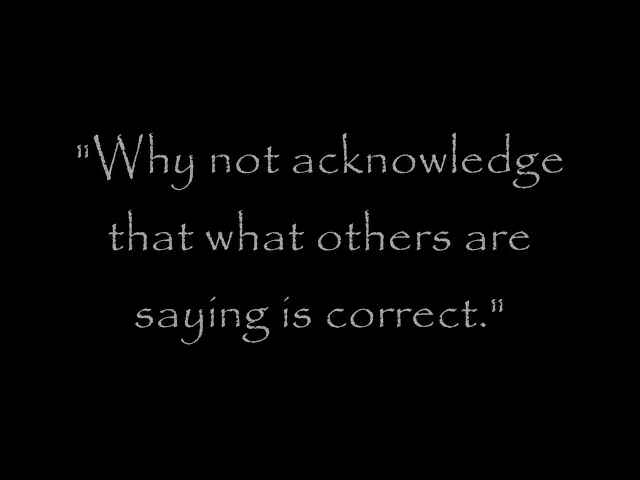 "Why not acknowledge
that what others are
saying is correct."